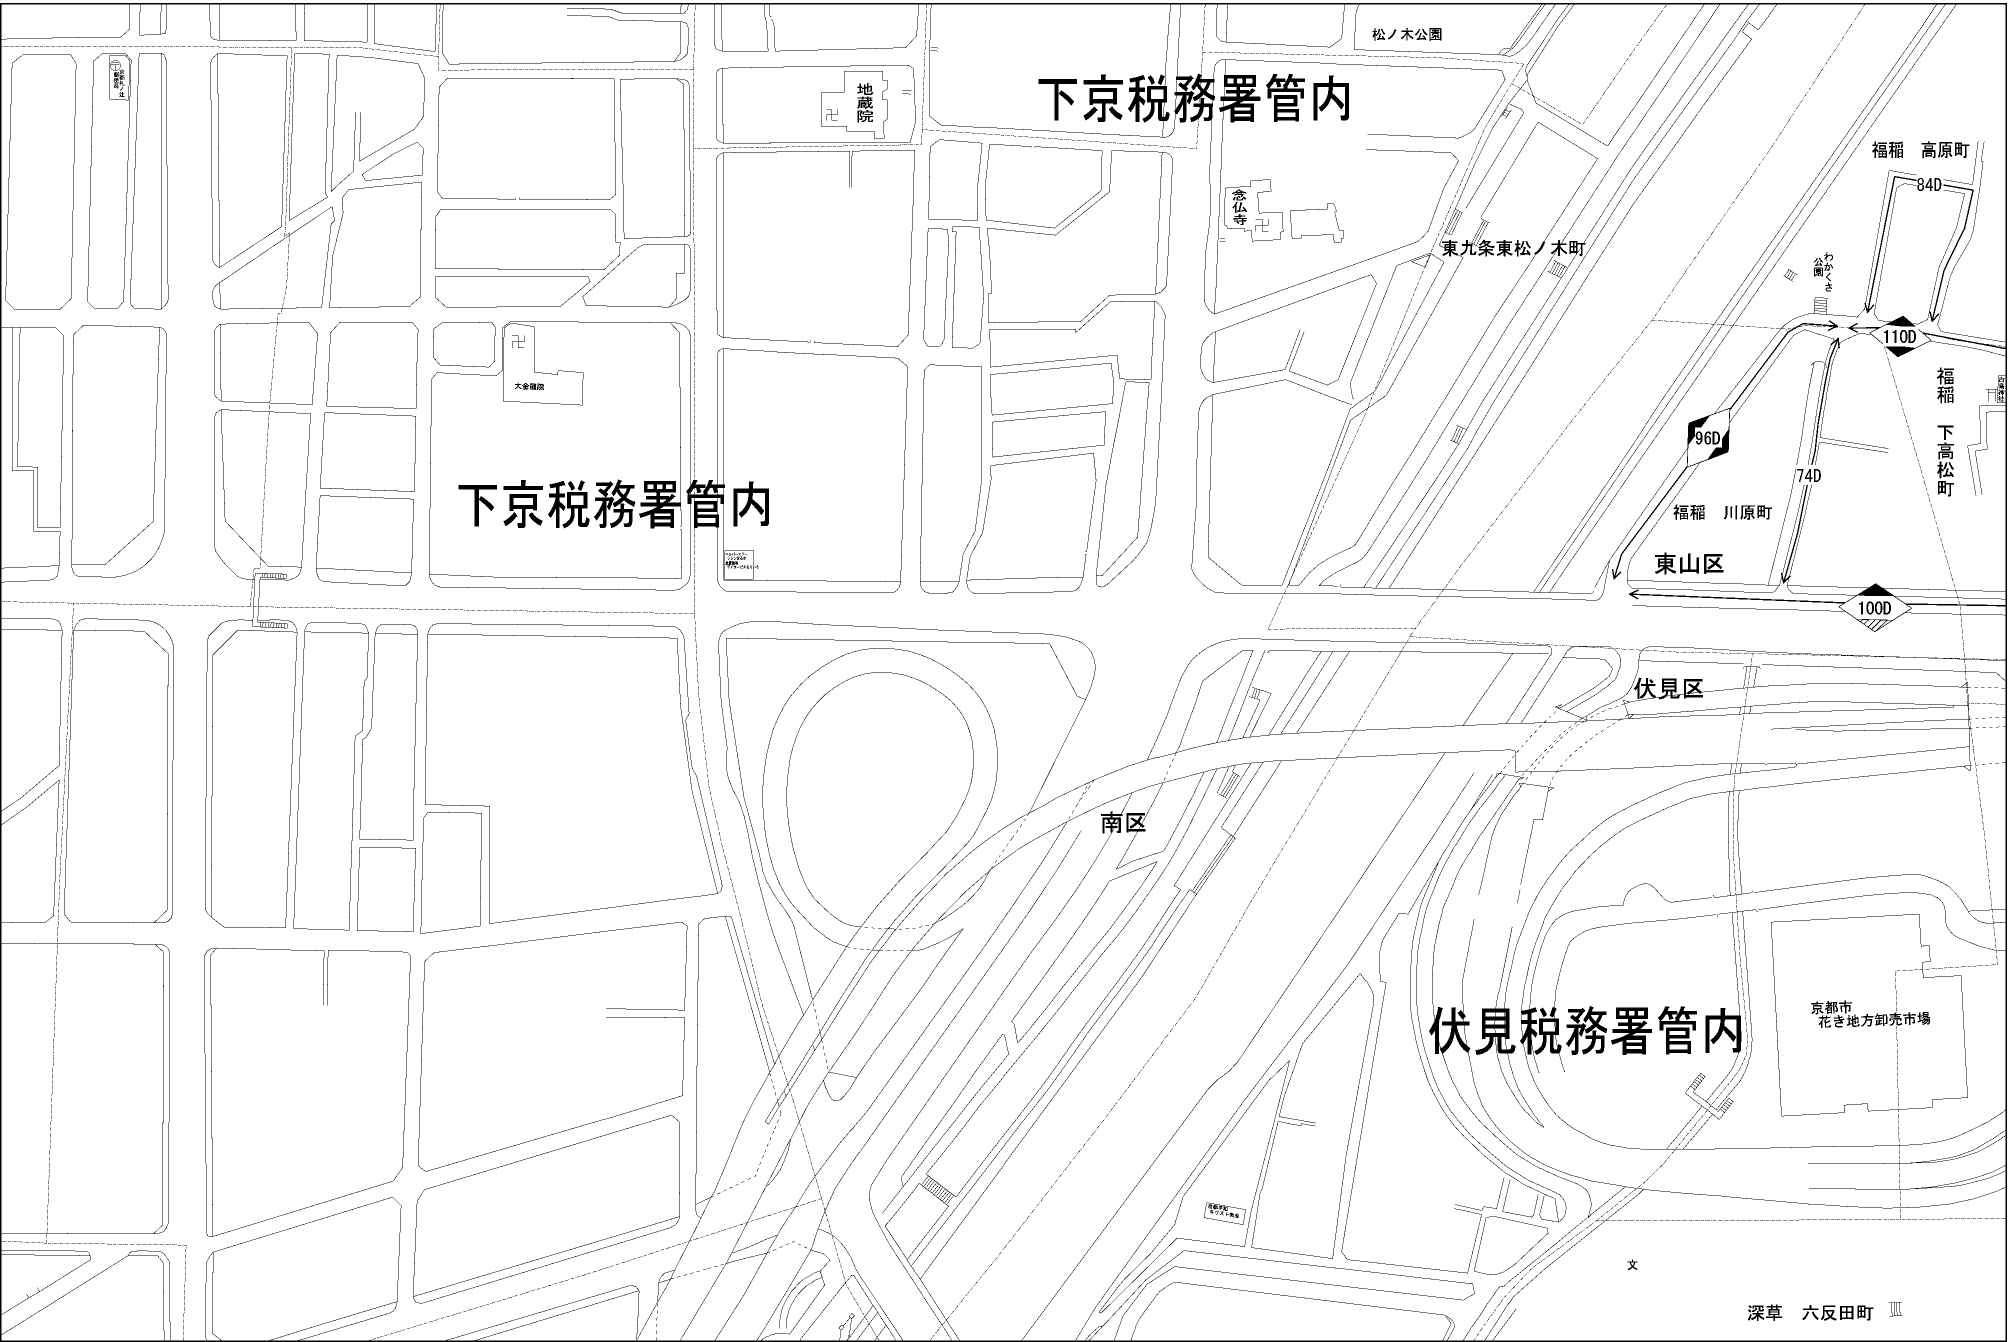 松ノ木公園
下京税務署管内
地蔵院
福稲　高原町
84D
念仏寺
東九条東松ノ木町
わかくさ
公園
110D
大金龍院
福稲　下高松町
96D
74D
下京税務署管内
福稲　川原町
東山区
100D
伏見区
南区
京都市
花き地方卸売市場
伏見税務署管内
文
深草　六反田町